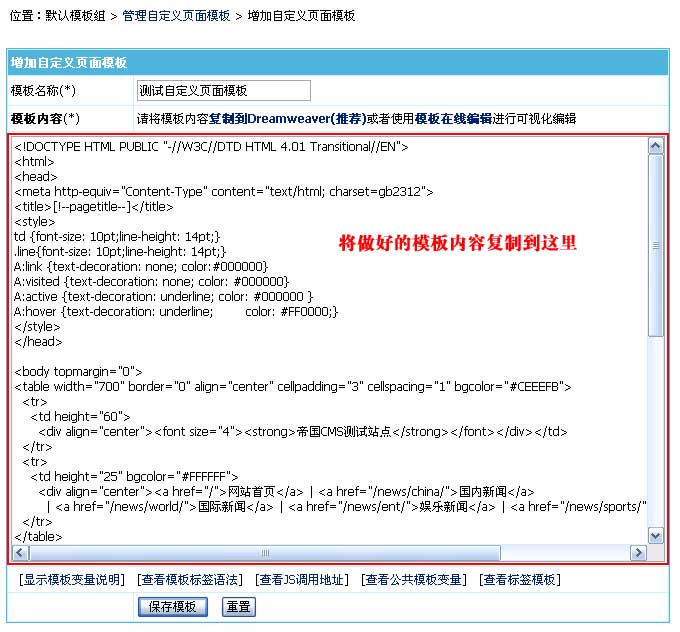 位置：默认模板组 > 管理自定义页面模板 > 增加自定义页面模板
增加自定义页面模板
模板名称(*) 测试自定义页面模板
模板内容(*) 请将模板内容复制到Dreamweaver(推荐)或者使用模板在线编辑进行可视化编辑
<!DOCTYPE HTML PUBLIC "-//W3C//DTD HTML 4.01 Transitional//EN">
<html>
<head>
<meta http-equiv="Content-Type" content="text/html; charset=gb2312">
<title>[!--pagetitle--]</title>
<style>
td {font-size: 10pt;line-height: 14pt;}
.line{font-size: 10pt;line-height: 14pt;}
将做好的模板内容复制到这里
A:link {text-decoration: none; color:#000000}
A:visited {text-decoration: none; color: #000000}
A:active {text-decoration: underline; color: #000000 }
A:hover {text-decoration: underline; color: #FF0000;}
</style>
</head>
<body topmargin="0">
<table width="700" border="0" align="center" cellpadding="3" cellspacing="1" bgcolor="#CEEEFB">
<tr>
<td height="60">
<div align="center"><font size="4"><strong>帝国CMS测试站点</strong></font></div></td>
</tr>
<tr>
<td height="25" bgcolor="#FFFFFF">
<div align="center"><a href="/">网站首页</a> | <a href="/news/china/">国内新闻</a>
| <a href="/news/world/">国际新闻</a> | <a href="/news/ent/">娱乐新闻</a> | <a href="/news/sports/"
</tr>
</table>
[显示模板变量说明] [查看模板标签语法] [查看JS调用地址] [查看公共模板变量] [查看标签模板]
保存模板 重置